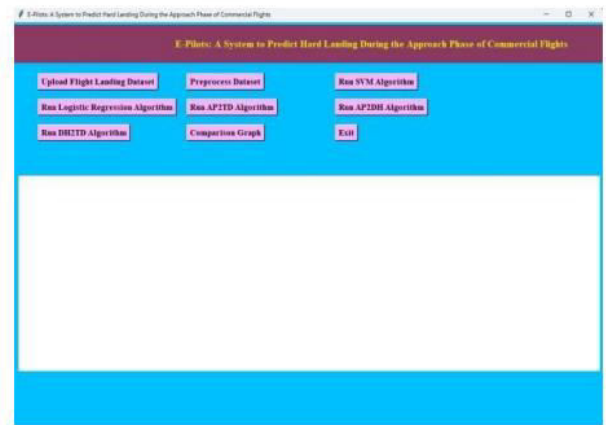 E-Pilots: A System to Predict Hard Landing During the Approach Phase of Commercial Flights
E-Pilots: A System to Predict Hard Landing During the Approach Phase of Commercial Flights
Upload Flight Landing Dataset Preprocess Dataset Run SVM Algorithm
Run Logistic Regression Algorithm Run AP2TD Algorithm Run AP2DH Algorithm
Run DH2TD Algorithm Comparison Graph Exit